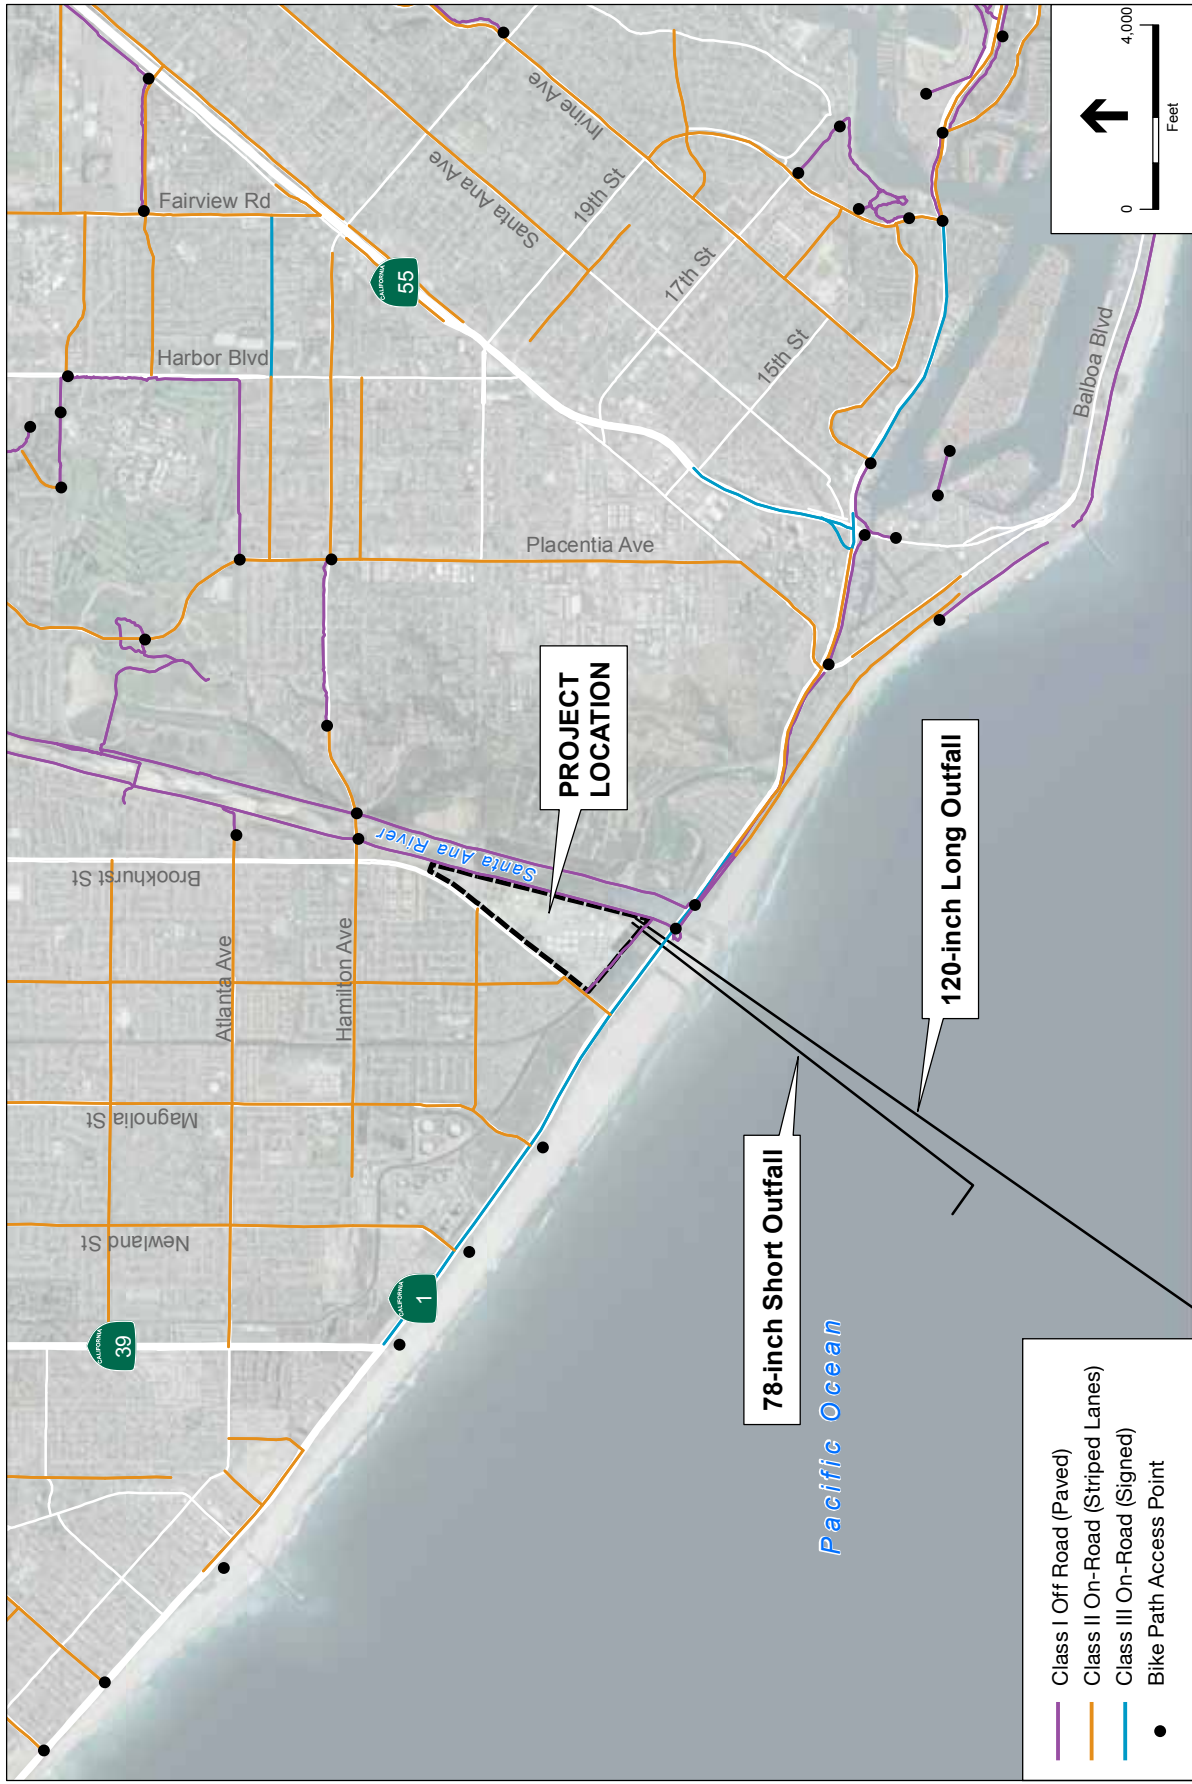 Fairview Rd
Harbor Blvd
CALIFORNIA
55
Santa Ana Ave
Irvine Ave
19th St
17th St
15th St
Balboa Blvd
Placentia Ave
Brookhurst St
Santa Ana River
PROJECT
LOCATION
Atlanta Ave
Hamilton Ave
Magnolia St
Newland St
CALIFORNIA
39
CALIFORNIA
1
120-inch Long Outfall
78-inch Short Outfall
Pacific Ocean
0
4,000
Feet
Class I Off Road (Paved)
Class II On-Road (Striped Lanes)
Class III On-Road (Signed)
Bike Path Access Point